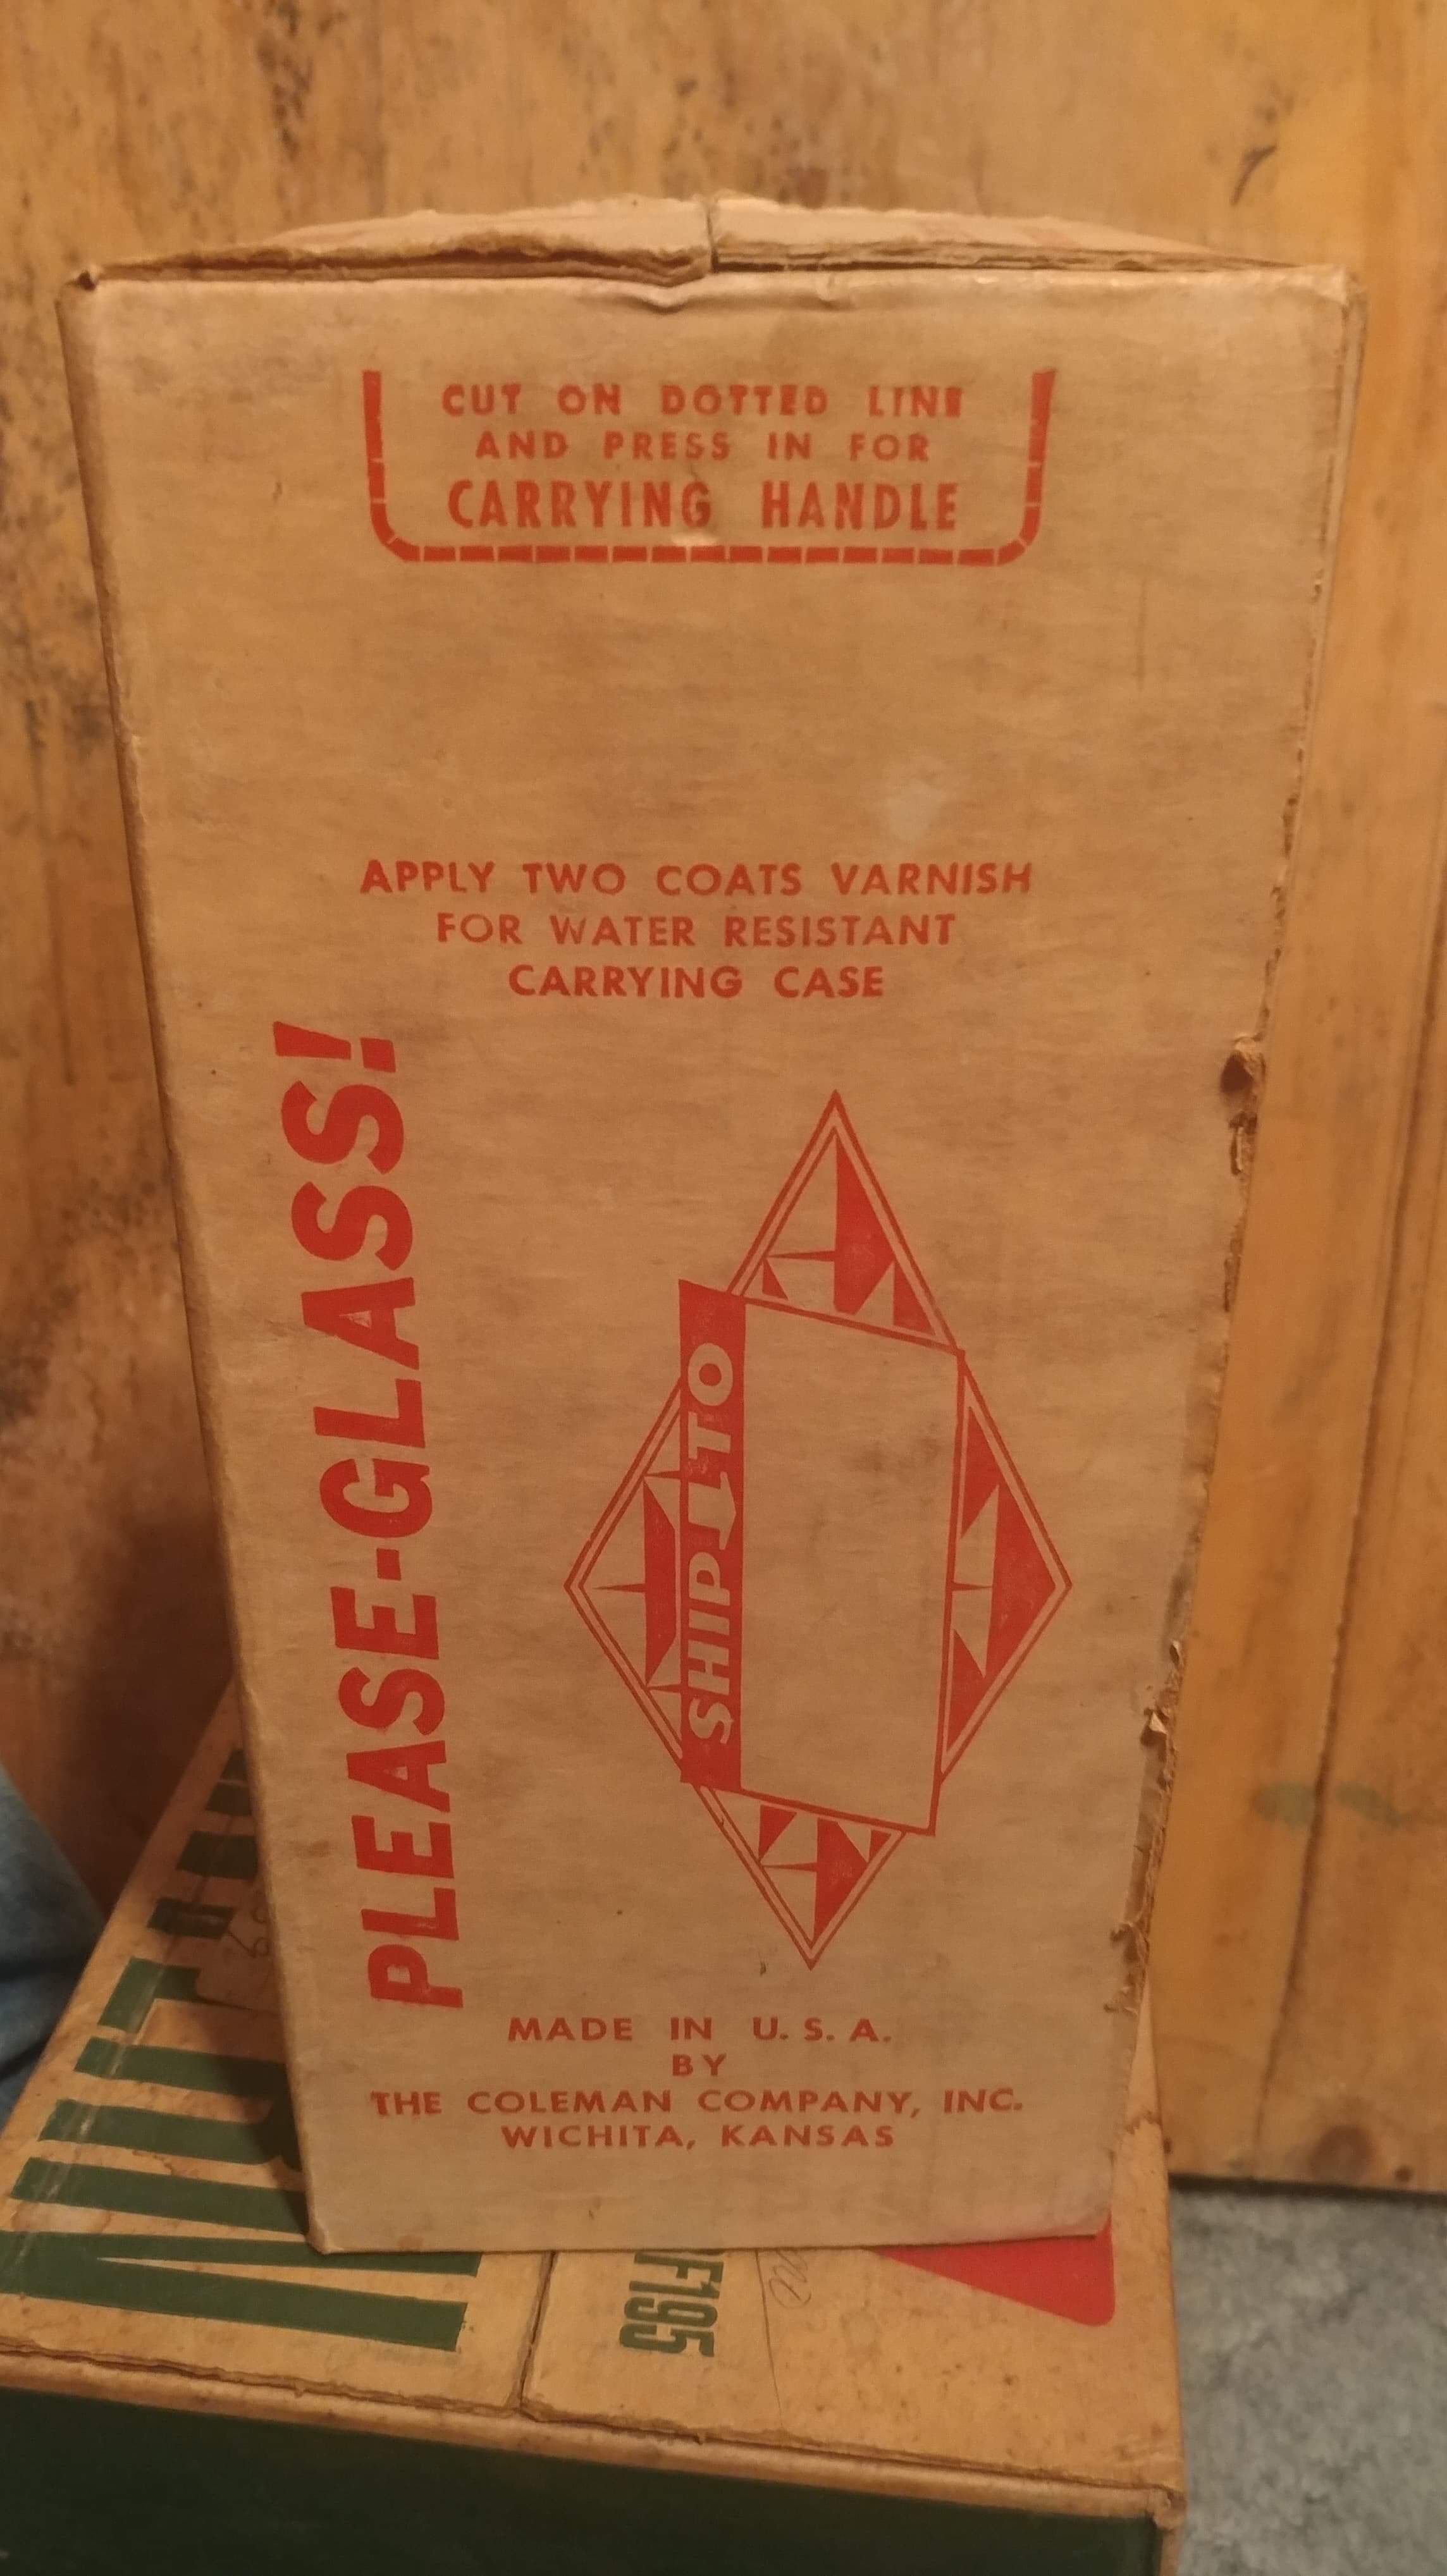 CUT ON DOTTED LINE
AND PRESS IN FOR
CARRYING HANDLE
APPLY TWO COATS VARNISH
FOR WATER RESISTANT
CARRYING CASE
PLEASE-GLASS!
SHIP TO
MADE IN U. S. A.
BY
THE COLEMAN COMPANY, INC.
WICHITA, KANSAS
F195